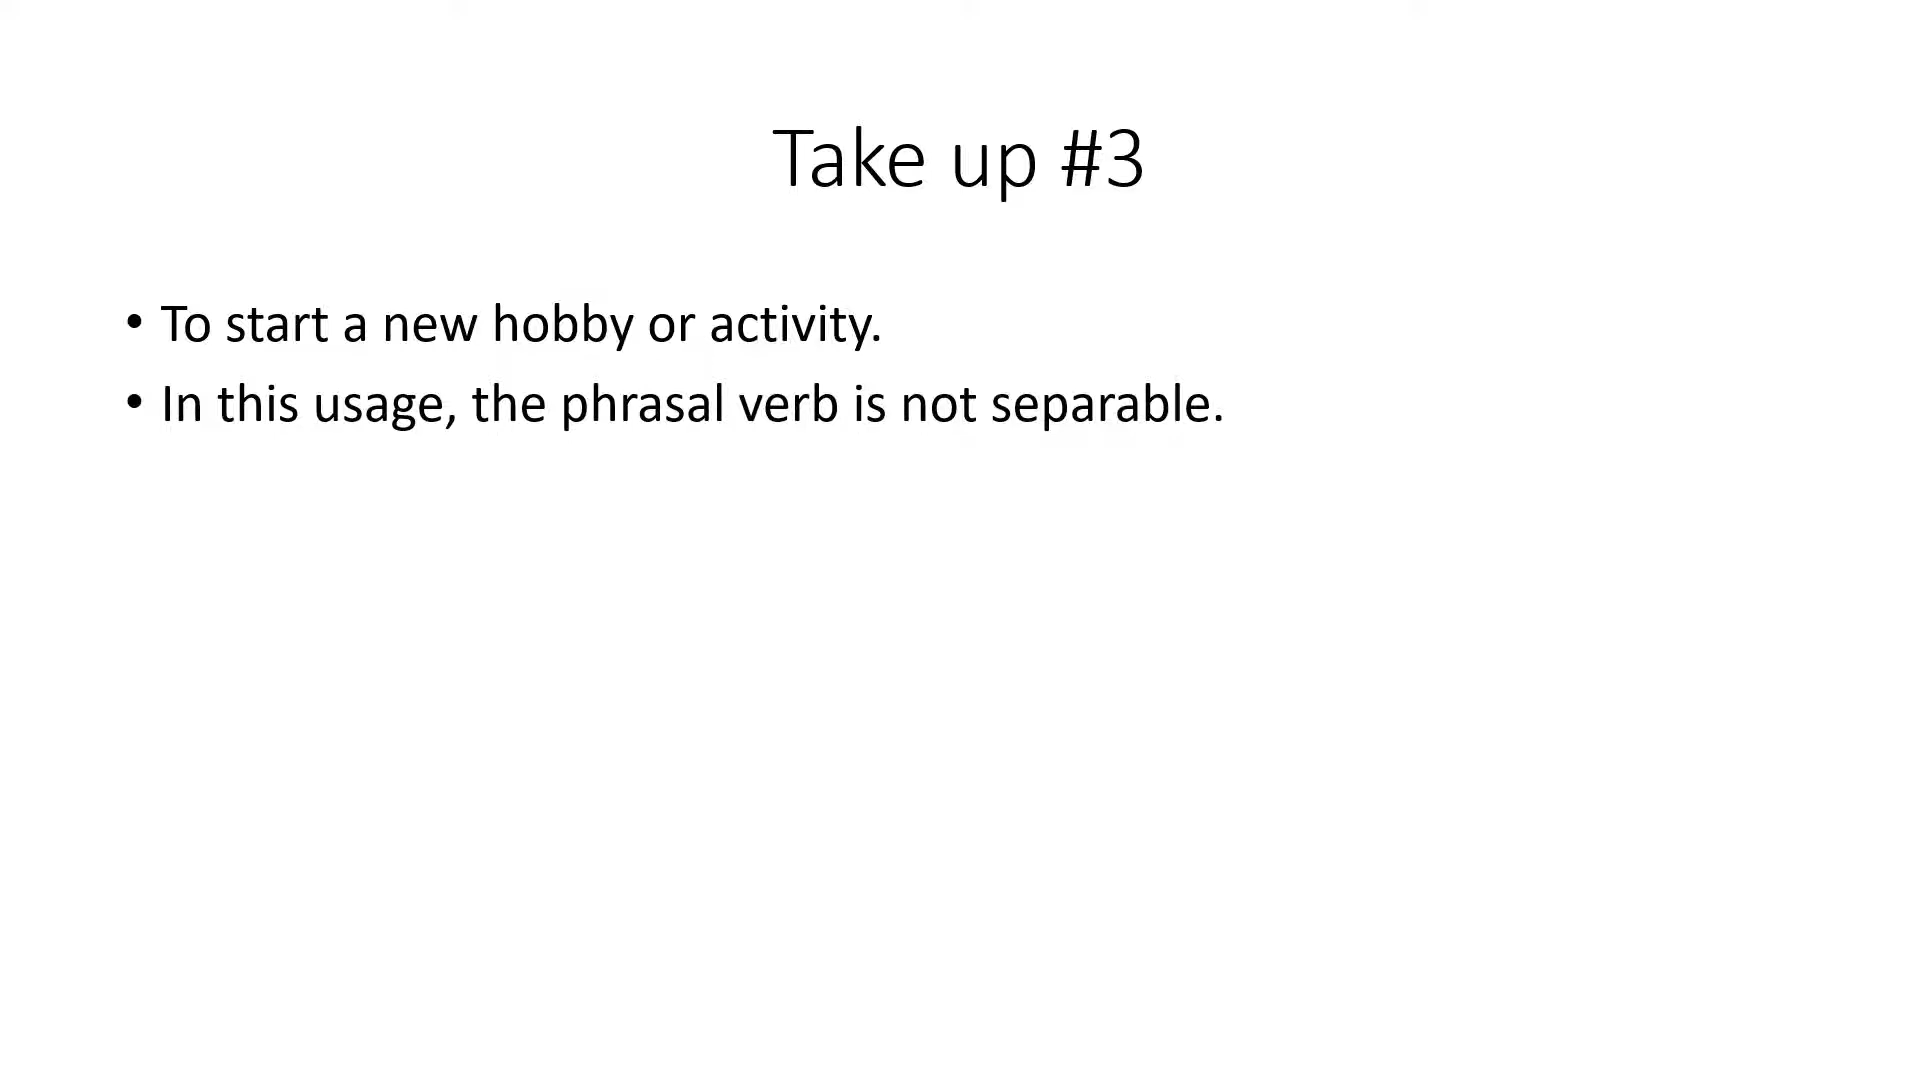 Take up #3
• To start a new hobby or activity.
• In this usage, the phrasal verb is not separable.